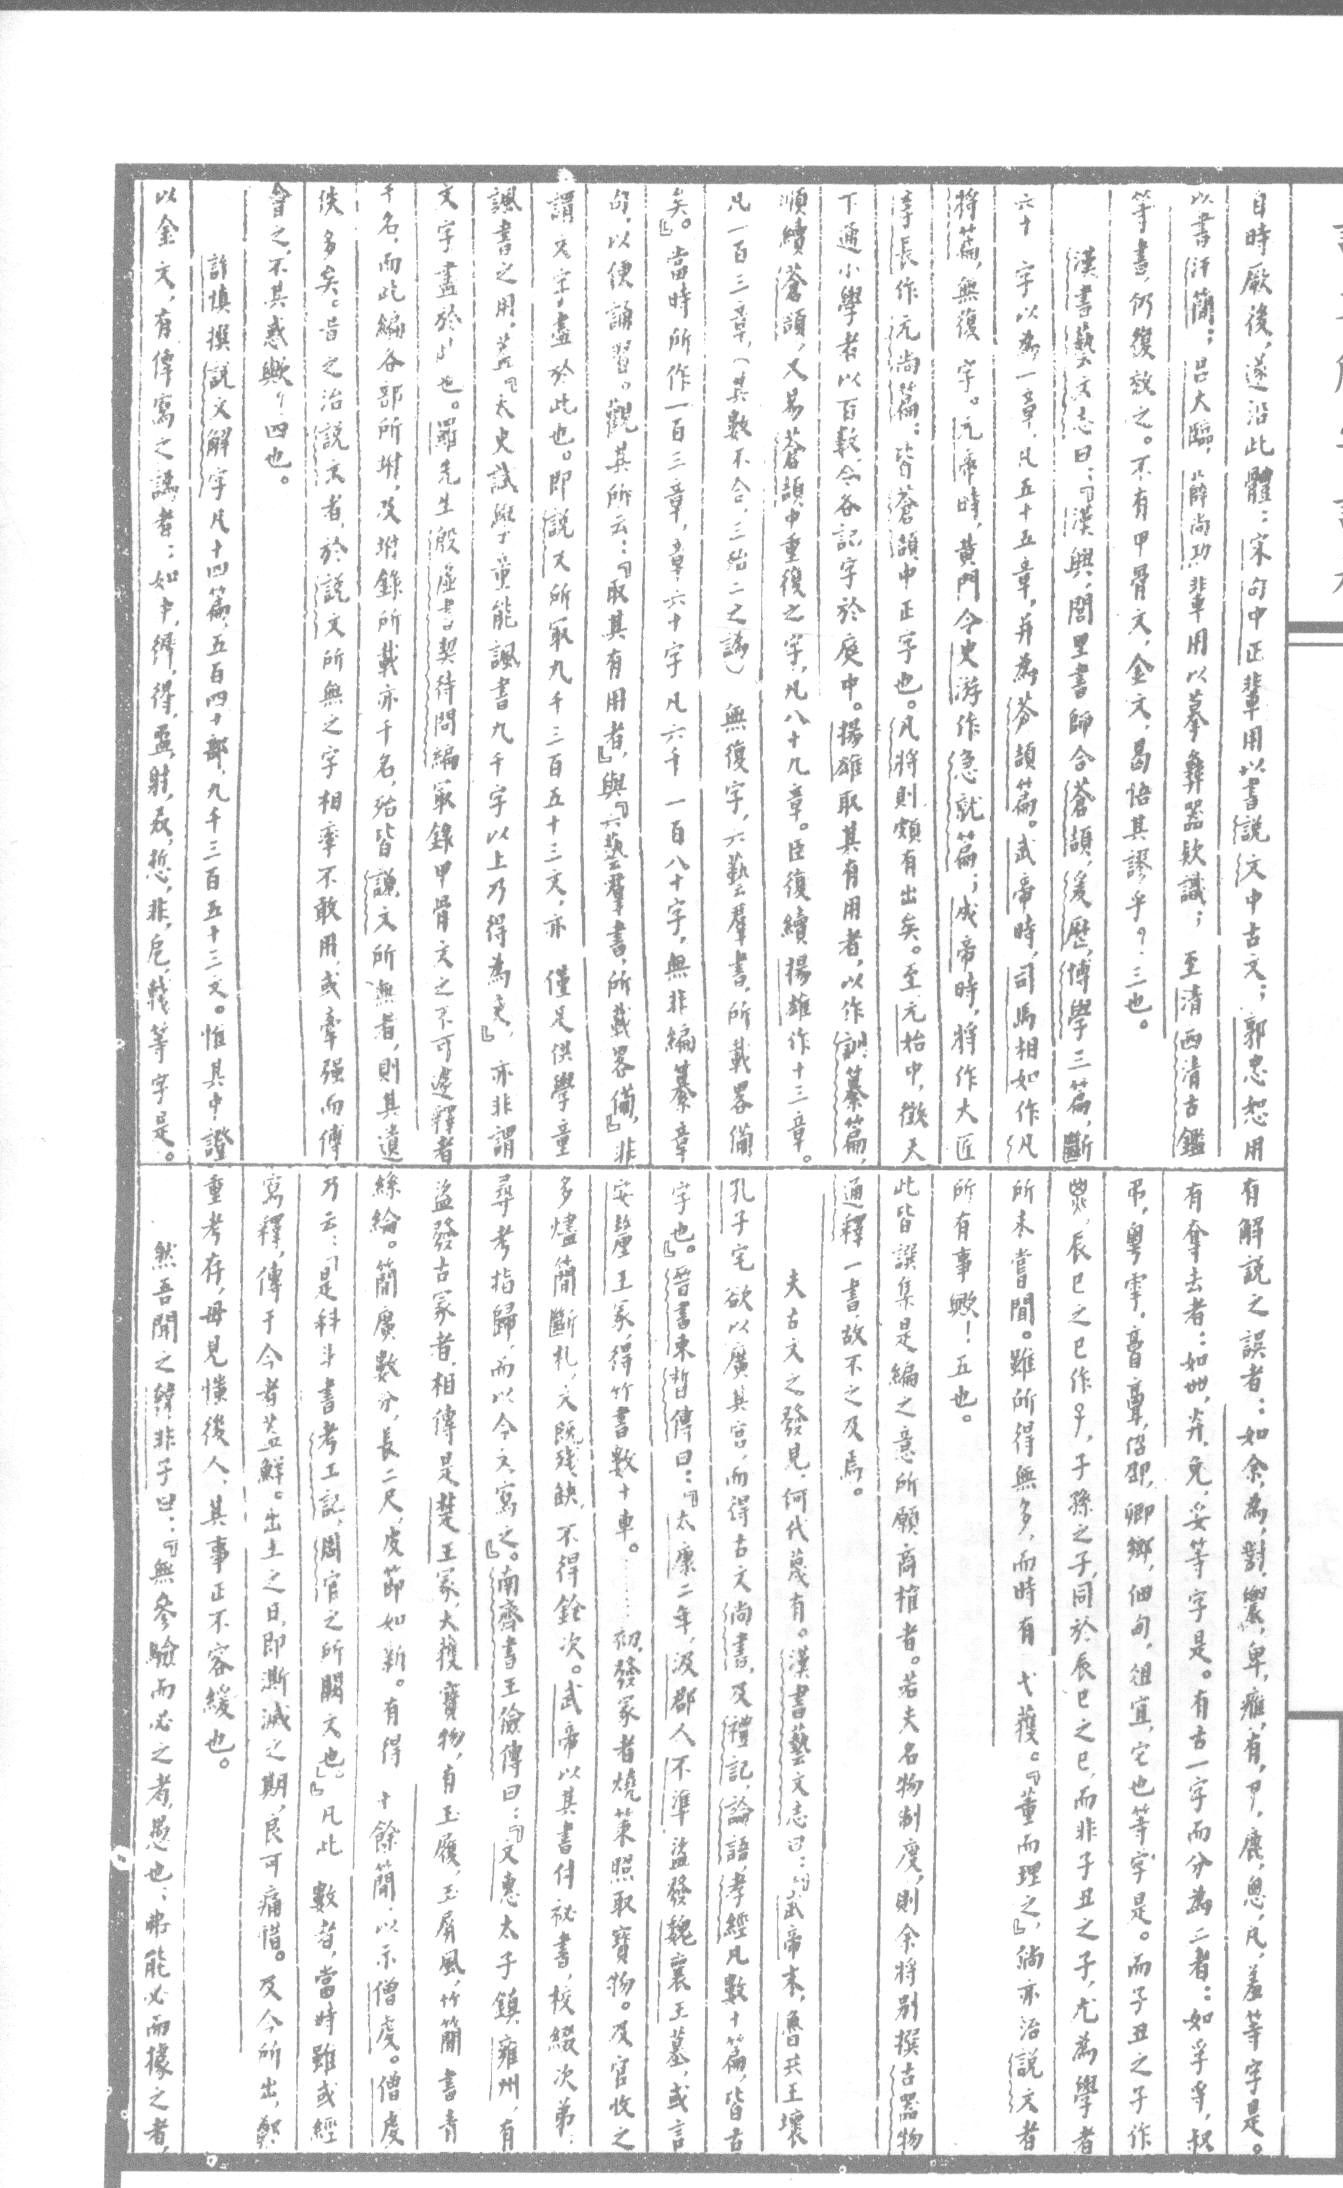 自時厥後，遂沿此體：宋句中正輩用以書說文中古文；郭忠恕用
以書汗簡；呂大臨，薛尚功輩用以摹彝器欵識；至清西清古鑑
等書，仍復效之。不有甲骨文，金文，曷悟其謬乎？三也。
漢書藝文志曰：『漢興，閭里書師合蒼頡，爰歷，博學三篇，斷
六十字以為一章，凡五十五章，并為蒼頡篇。武帝時，司馬相如作凡
將篇，無復字。元帝時，黃門令史游作急就篇；成帝時，將作大匠
李長作元尚篇：皆蒼頡中正字也。凡將則頗有出矣。至元始中，徵天
下通小學者以百數，令各記字於庭中。揚雄取其有用者，以作訓纂篇，
順續蒼頡，又易蒼頡中重復之字，凡八十九章。臣復續揚雄作十三章。
凡一百三章，（其數不合，三殆二之譌）無復字，六藝羣書，所載畧備
矣』。當時所作一百三章，章六十字凡六千一百八十字，無非編纂章
句，以便誦習。觀其所云：『取其有用者』，與『六藝羣書，所載畧備』，非
謂文字，盡於此也。即說文所冣九千三百五十三文，亦僅足供學童
諷書之用，蓋『太史試學童能諷書九千字以上乃得為吏』，亦非謂
文字盡於此也。羅先生殷虛書契待問編冣錄甲骨文之不可遽釋者
千名，而此編各部所坿，及坿錄所載亦千名，殆皆說文所無者，則其遺
佚多矣。昔之治說文者，於說文所無之字相率不敢用，或牽强而傅
會之，不其惑歟？四也。
許慎撰說文解字凡十四篇，五百四十部，九千三百五十三文。惟其中證
以金文，有傳寫之譌者：如中，得，盈，射，𠬝，悊，非，戹，等字是。
有解說之誤者：如余，為，對，卑，雝，有，甲，鹿，恩，凡，羞等字是。
有奪去者：如，免，妥等字是。有古一字而分為二者：如孚寽，叔
弔，粤雩，卿鄉，佃甸，祖宜，它也等字是。而子丑之子作
，辰巳之巳作子，子孫之子，同於辰巳之巳，而非子丑之子，尤為學者
所未嘗聞。雖所得無多，而時有弋獲。『董而理之』，倘亦治說文者
所有事歟！五也。
此皆譔集是編之意所願商榷者。若夫名物制度，則余將別撰古器物
通釋一書，故不之及焉。
夫古文之發見，何代蔑有。漢書藝文志曰：『武帝末，魯共王壞
孔子宅欲以廣其宮，而得古文尚書，及禮記，論語，孝經凡數十篇，皆古
字也』。晉書束晳傳曰：『太康二年，汲郡人不準盜發魏襄王墓，或言
安釐王冢，得竹書數十車。……初，發冢者燒策照取寶物。及官收之
多燼簡斷札，文既殘缺，不得銓次。武帝以其書付祕書，校綴次第，
尋考指歸，而以今文寫之』。南齊書王僉傳曰：『文惠太子鎮雍州，有
盜發古冢者，相傳是楚王冢，大獲寶物，有玉履，玉屏風，竹簡書青
絲綸。簡廣數分，長二尺，皮節如新。有得十餘簡，以示僧虔。僧虔
乃云：『是科斗書考工記，周官之所闕文也』。』凡此數者，當時雖或經
寫釋，傳于今者蓋鮮。出土之日，即澌滅之期，良可痛惜。及今所出，鄭
重考存，毋見愾後人，其事正不容緩也。
然吾聞之韓非子曰：『無參驗而必之者，愚也；弗能必而據之者，